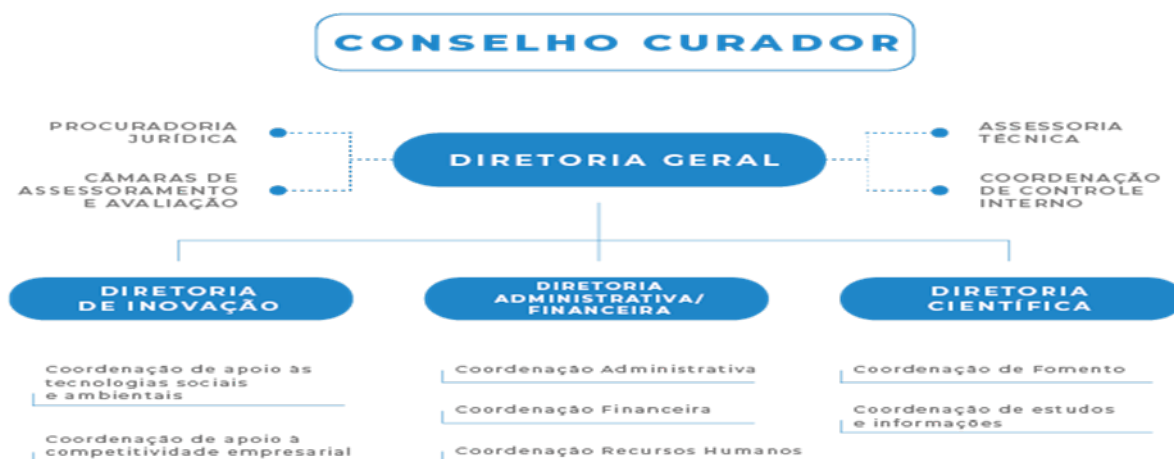 CONSELHO CURADOR
PROCURADORIA
JURÍDICA
CÂMARAS DE
ASSESSORAMENTO
E AVALIAÇÃO
DIRETORIA GERAL
ASSESSORIA
TÉCNICA
COORDENAÇÃO
DE CONTROLE
INTERNO
DIRETORIA
DE INOVAÇÃO
DIRETORIA
ADMINISTRATIVA/
FINANCEIRA
DIRETORIA
CIENTÍFICA
Coordenação de apoio às
tecnologias sociais
e ambientais
Coordenação de apoio à
competitividade empresarial
Coordenação Administrativa
Coordenação Financeira
Coordenação Recursos Humanos
Coordenação de Fomento
Coordenação de estudos
e informações